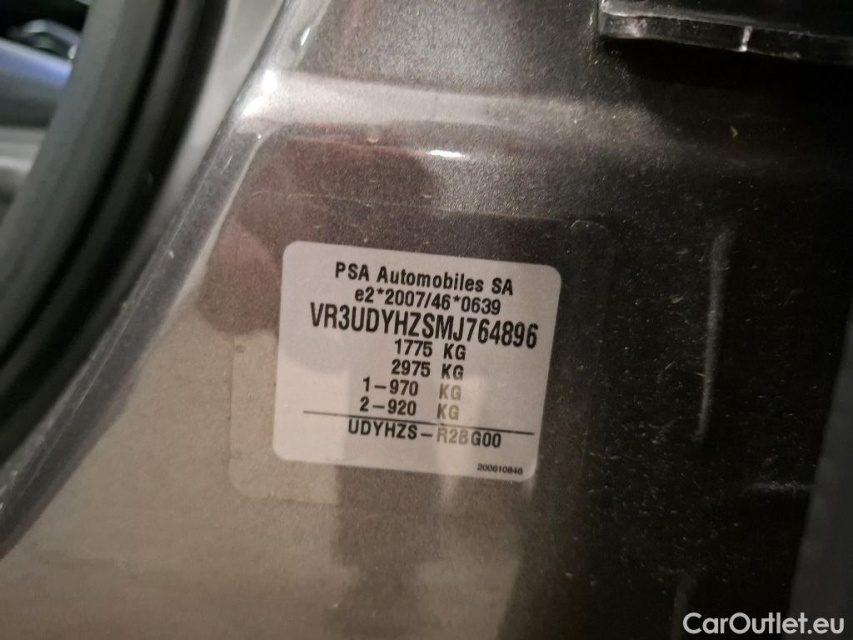 PSA Automobiles SA
e2*2007/46*0639
VR3UDYHZSMJ764896
1775 KG
2975 KG
1-970 KG
2-920 KG
UDYHZS-R2BG00
200610848
CarOutlet.eu